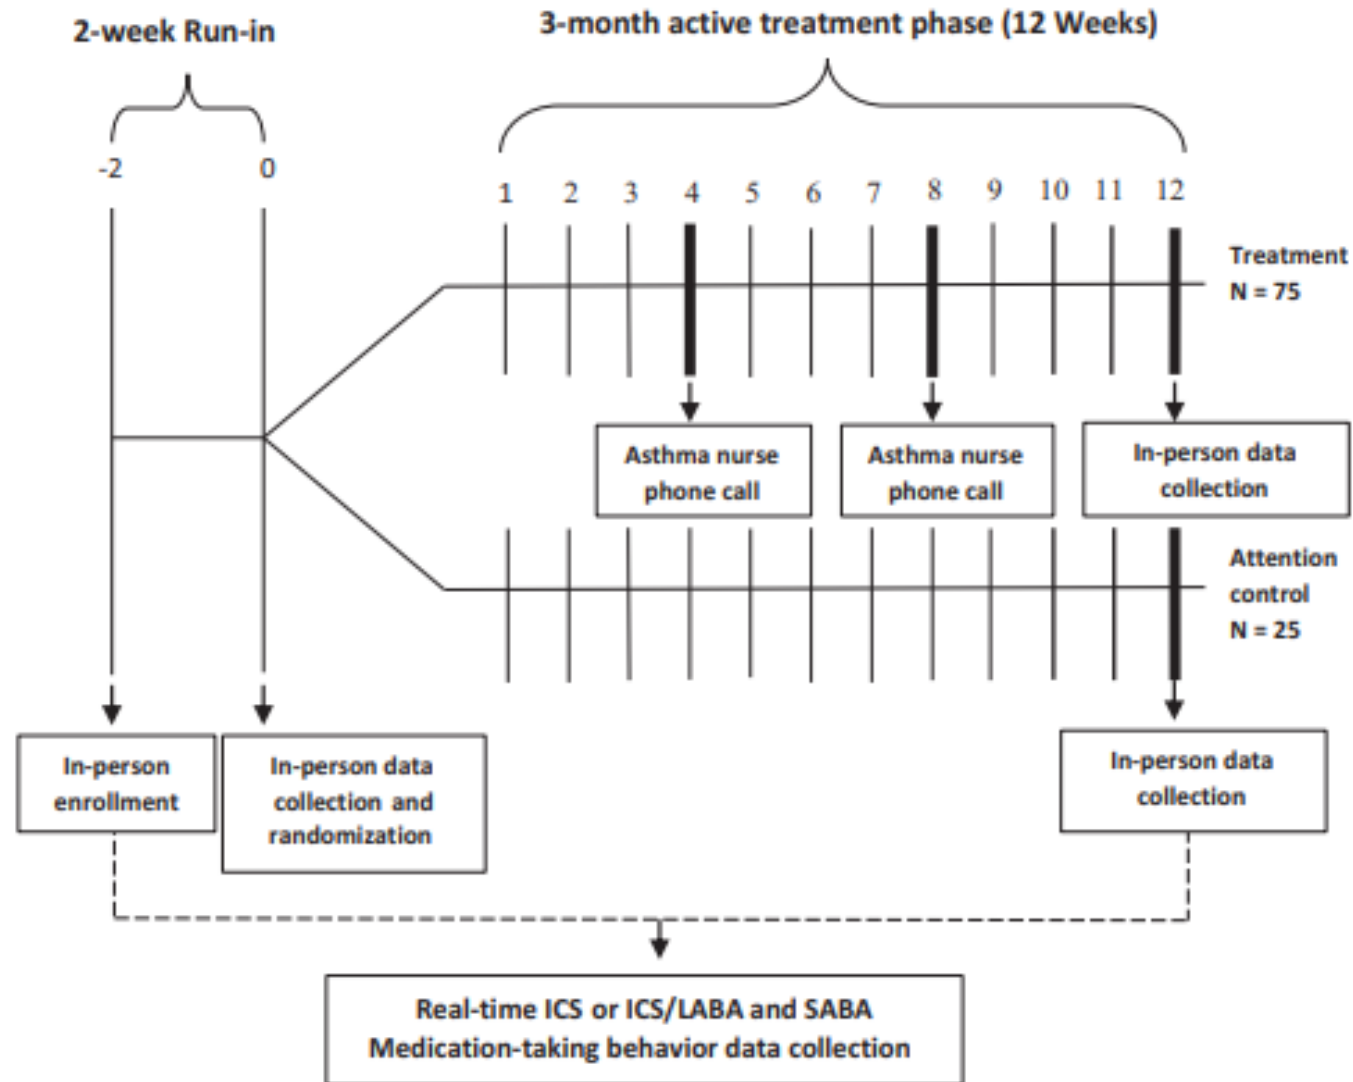 2-week Run-in
3-month active treatment phase (12 Weeks)
-2
0
1 2 3 4 5 6 7 8 9 10 11 12
Treatment
N = 75
Asthma nurse
phone call
Asthma nurse
phone call
In-person data
collection
Attention
control
N = 25
In-person
enrollment
In-person data
collection and
randomization
In-person data
collection
Real-time ICS or ICS/LABA and SABA
Medication-taking behavior data collection